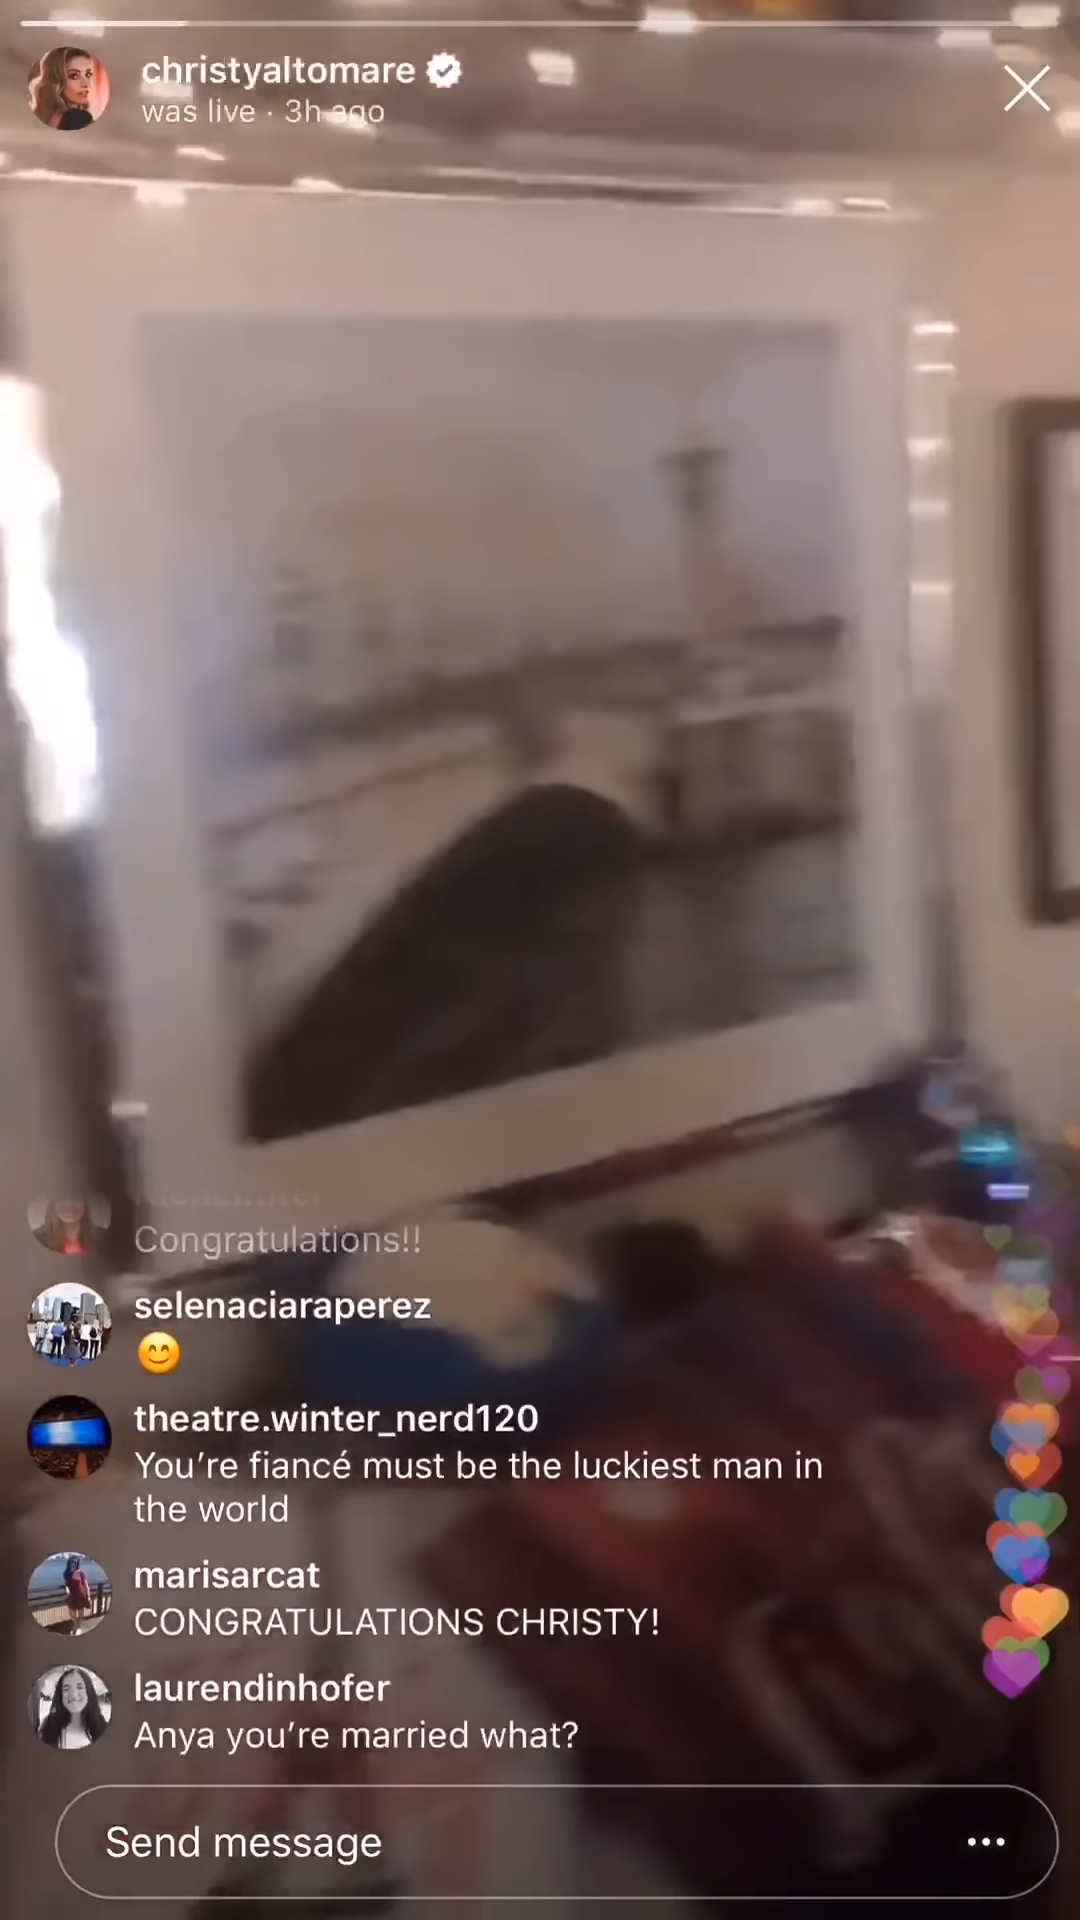 christyaltomare
was live · 3h ago
Congratulations!!
selenaciaraperez
😊
theatre.winter_nerd120
You're fiancé must be the luckiest man in
the world
marisarcat
CONGRATULATIONS CHRISTY!
laurendinhofer
Anya you're married what?
Send message